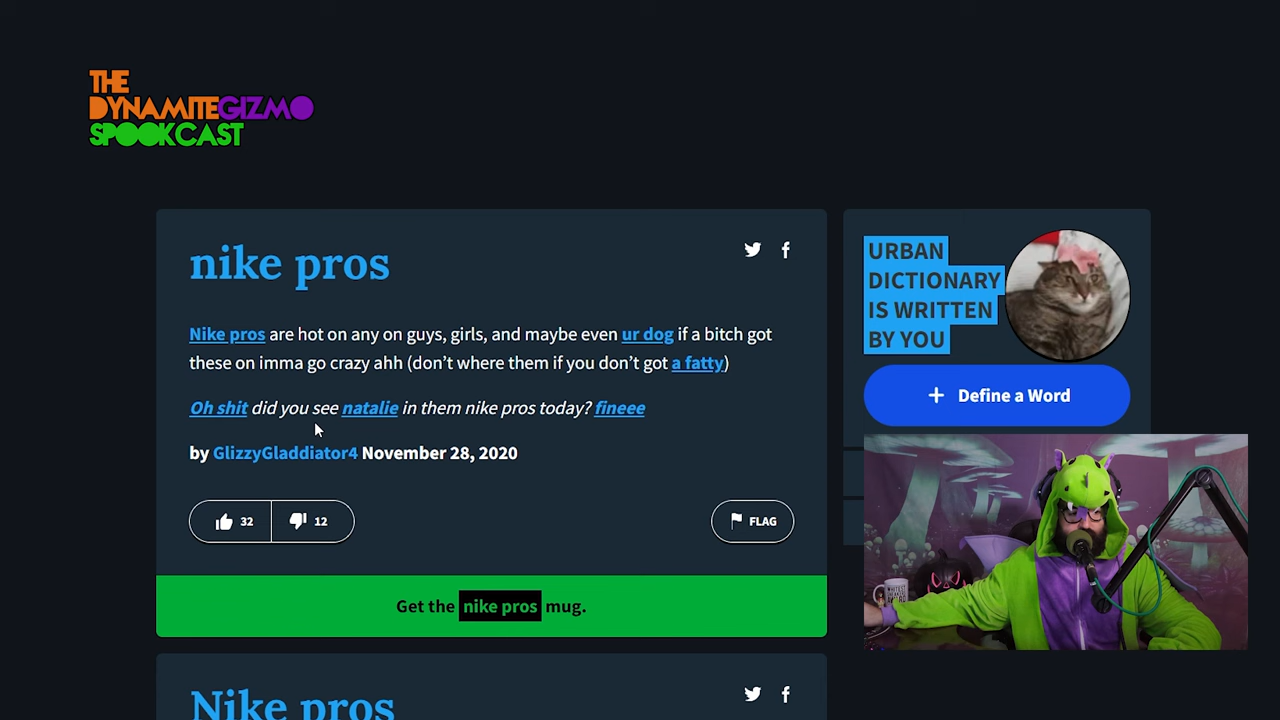 THE
DYNAMITEGIZMO
SPOOKCAST
nike pros
Nike pros are hot on any on guys, girls, and maybe even ur dog if a bitch got
these on imma go crazy ahh (don’t where them if you don’t got a fatty)
Oh shit did you see natalie in them nike pros today? fineee
by GlizzyGladdiator4 November 28, 2020
32
12
FLAG
Get the nike pros mug.
Nike pros
URBAN
DICTIONARY
IS WRITTEN
BY YOU
+ Define a Word